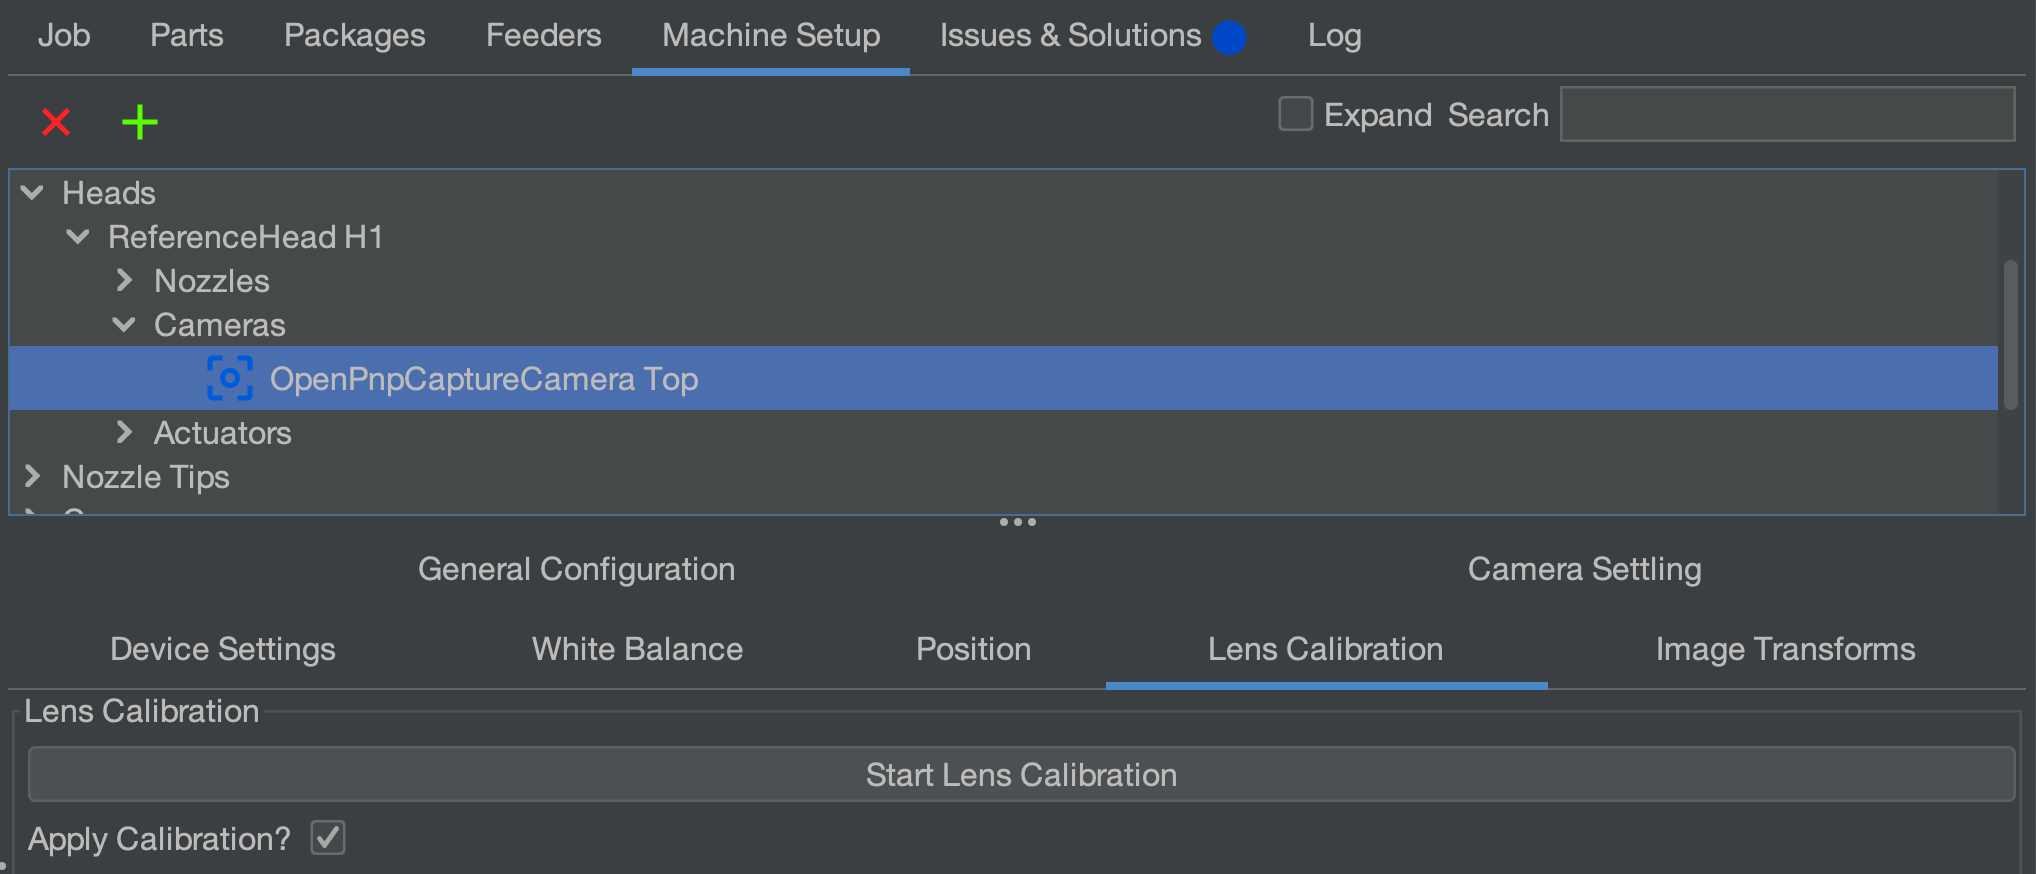 Job Parts Packages Feeders Machine Setup Issues & Solutions Log
Expand Search
Heads
ReferenceHead H1
Nozzles
Cameras
OpenPnpCaptureCamera Top
Actuators
Nozzle Tips
General Configuration Camera Settling
Device Settings White Balance Position Lens Calibration Image Transforms
Lens Calibration
Start Lens Calibration
Apply Calibration?